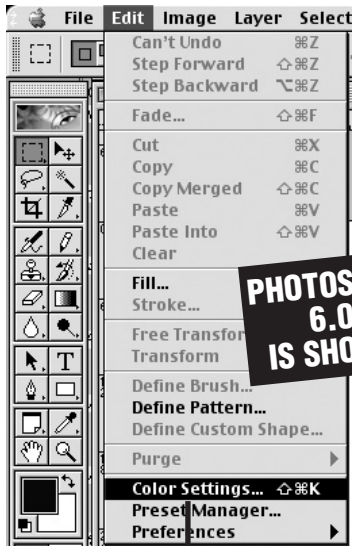 File Edit Image Layer Select
Can't Undo ⌘Z
Step Forward ⇧⌘Z
Step Backward ⌥⌘Z
Fade... ⇧⌘F
Cut ⌘X
Copy ⌘C
Copy Merged ⇧⌘C
Paste ⌘V
Paste Into ⇧⌘V
Clear
Fill...
Stroke...
Free Transfor
Transform
Define Brush...
Define Pattern...
Define Custom Shape...
Purge
Color Settings... ⇧⌘K
Preset Manager...
Preferences
T
PHOTOS
6.0
IS SHO